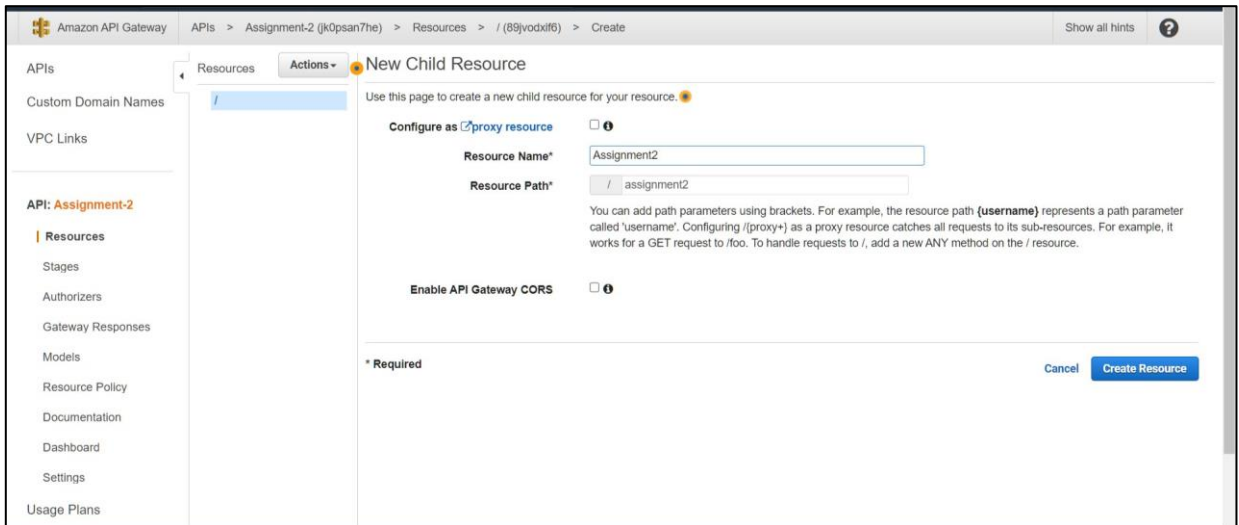 Amazon API Gateway APIs > Assignment-2 (jk0psan7he) > Resources > / (89jvodxif6) > Create Show all hints ?
APIs
Custom Domain Names
VPC Links
API: Assignment-2
Resources
Stages
Authorizers
Gateway Responses
Models
Resource Policy
Documentation
Dashboard
Settings
Usage Plans
Resources Actions
/
New Child Resource
Use this page to create a new child resource for your resource.
Configure as proxy resource
Resource Name* Assignment2
Resource Path* / assignment2
You can add path parameters using brackets. For example, the resource path {username} represents a path parameter
called 'username'. Configuring /{proxy+} as a proxy resource catches all requests to its sub-resources. For example, it
works for a GET request to /foo. To handle requests to /, add a new ANY method on the / resource.
Enable API Gateway CORS
* Required
Cancel Create Resource